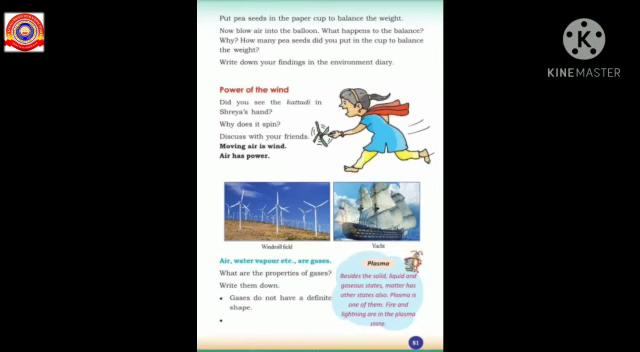 Put pea seeds in the paper cup to balance the weight.
Now blow air into the balloon. What happens to the balance?
Why? How many pea seeds did you put in the cup to balance
the weight?
Write down your findings in the environment diary.
Power of the wind
Did you see the kattadi in
Shreya's hand?
Why does it spin?
Discuss with your friends.
Moving air is wind.
Air has power.
Windmill field
Yacht
Air, water vapour etc., are gases.
What are the properties of gases?
Write them down.
• Gases do not have a definite
shape.
•
Plasma
Besides the solid, liquid and
gaseous states, matter has
other states also. Plasma is
one of them. Fire and
lightning are in the plasma
state.
51
K
KINEMASTER